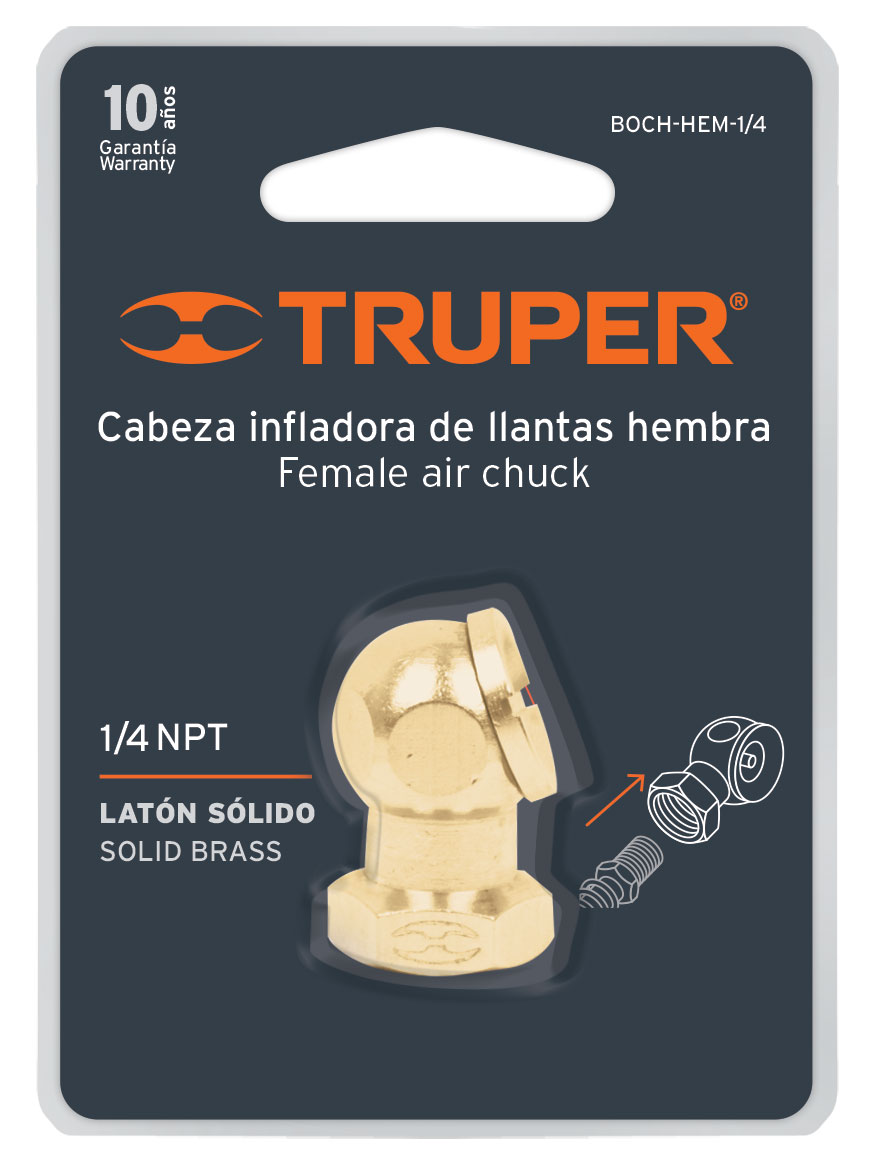 10 años
Garantía
Warranty
BOCH-HEM-1/4
TRUPER®
Cabeza infladora de llantas hembra
Female air chuck
1/4 NPT
LATÓN SÓLIDO
SOLID BRASS